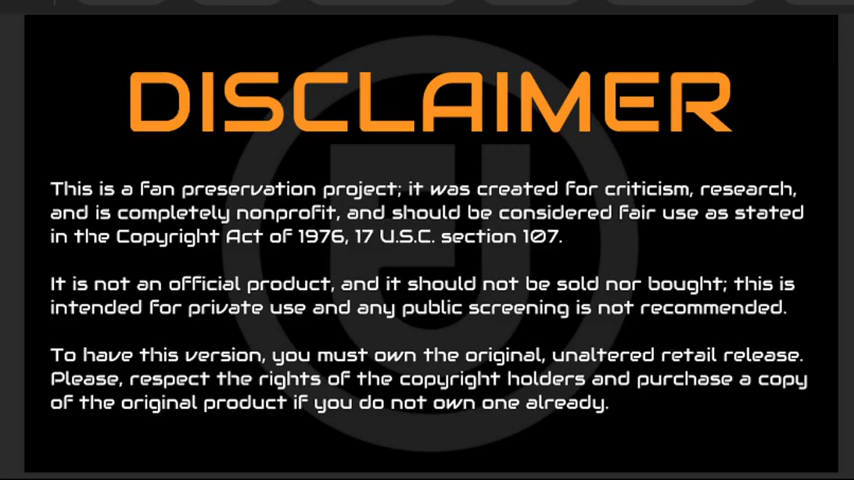 DISCLAIMER
This is a fan preservation project; it was created for criticism, research,
and is completely nonprofit, and should be considered fair use as stated
in the Copyright Act of 1976, 17 U.S.C. section 107.
It is not an official product, and it should not be sold nor bought; this is
intended for private use and any public screening is not recommended.
To have this version, you must own the original, unaltered retail release.
Please, respect the rights of the copyright holders and purchase a copy
of the original product if you do not own one already.